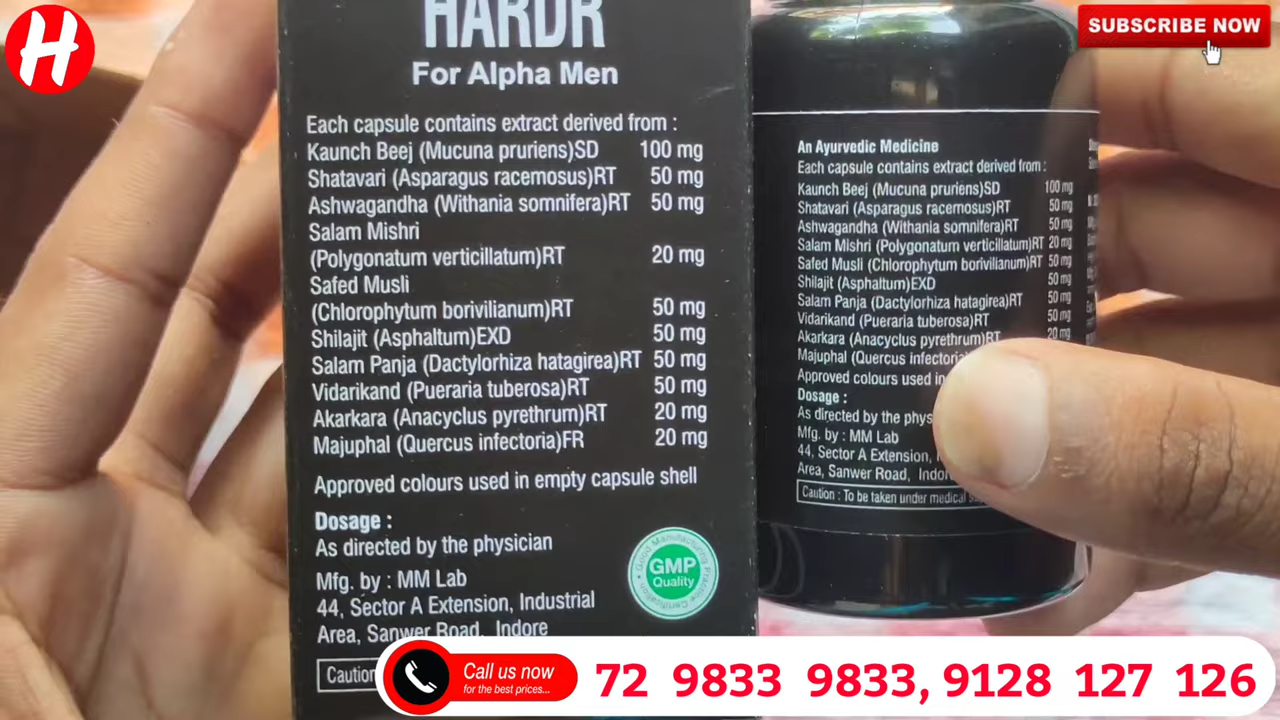 H
SUBSCRIBE NOW
HARDR
For Alpha Men
Each capsule contains extract derived from :
Kaunch Beej (Mucuna pruriens)SD 100 mg
Shatavari (Asparagus racemosus)RT 50 mg
Ashwagandha (Withania somnifera)RT 50 mg
Salam Mishri
(Polygonatum verticillatum)RT 20 mg
Safed Musli
(Chlorophytum borivilianum)RT 50 mg
Shilajit (Asphaltum)EXD 50 mg
Salam Panja (Dactylorhiza hatagirea)RT 50 mg
Vidarikand (Pueraria tuberosa)RT 50 mg
Akarkara (Anacyclus pyrethrum)RT 20 mg
Majuphal (Quercus infectoria)FR 20 mg
Approved colours used in empty capsule shell
Dosage :
As directed by the physician
Mfg. by : MM Lab
44, Sector A Extension, Industrial
Area, Sanwer Road, Indore
Caution
Good Manufacturing Practice Certification
GMP
Quality
An Ayurvedic Medicine
Each capsule contains extract derived from :
Kaunch Beej (Mucuna pruriens)SD 100 mg
Shatavari (Asparagus racemosus)RT 50 mg
Ashwagandha (Withania somnifera)RT 50 mg
Salam Mishri (Polygonatum verticillatum)RT 20 mg
Safed Musli (Chlorophytum borivilianum)RT 50 mg
Shilajit (Asphaltum)EXD 50 mg
Salam Panja (Dactylorhiza hatagirea)RT 50 mg
Vidarikand (Pueraria tuberosa)RT 50 mg
Akarkara (Anacyclus pyrethrum)RT 20 mg
Majuphal (Quercus
Approved colours used in
Dosage :
As directed by the
Mfg. by : MM Lab
44, Sector A Extension,
Area, Sanwer Road,
Caution : To be taken under medical
Call us now
for the best prices...
72 9833 9833, 9128 127 126